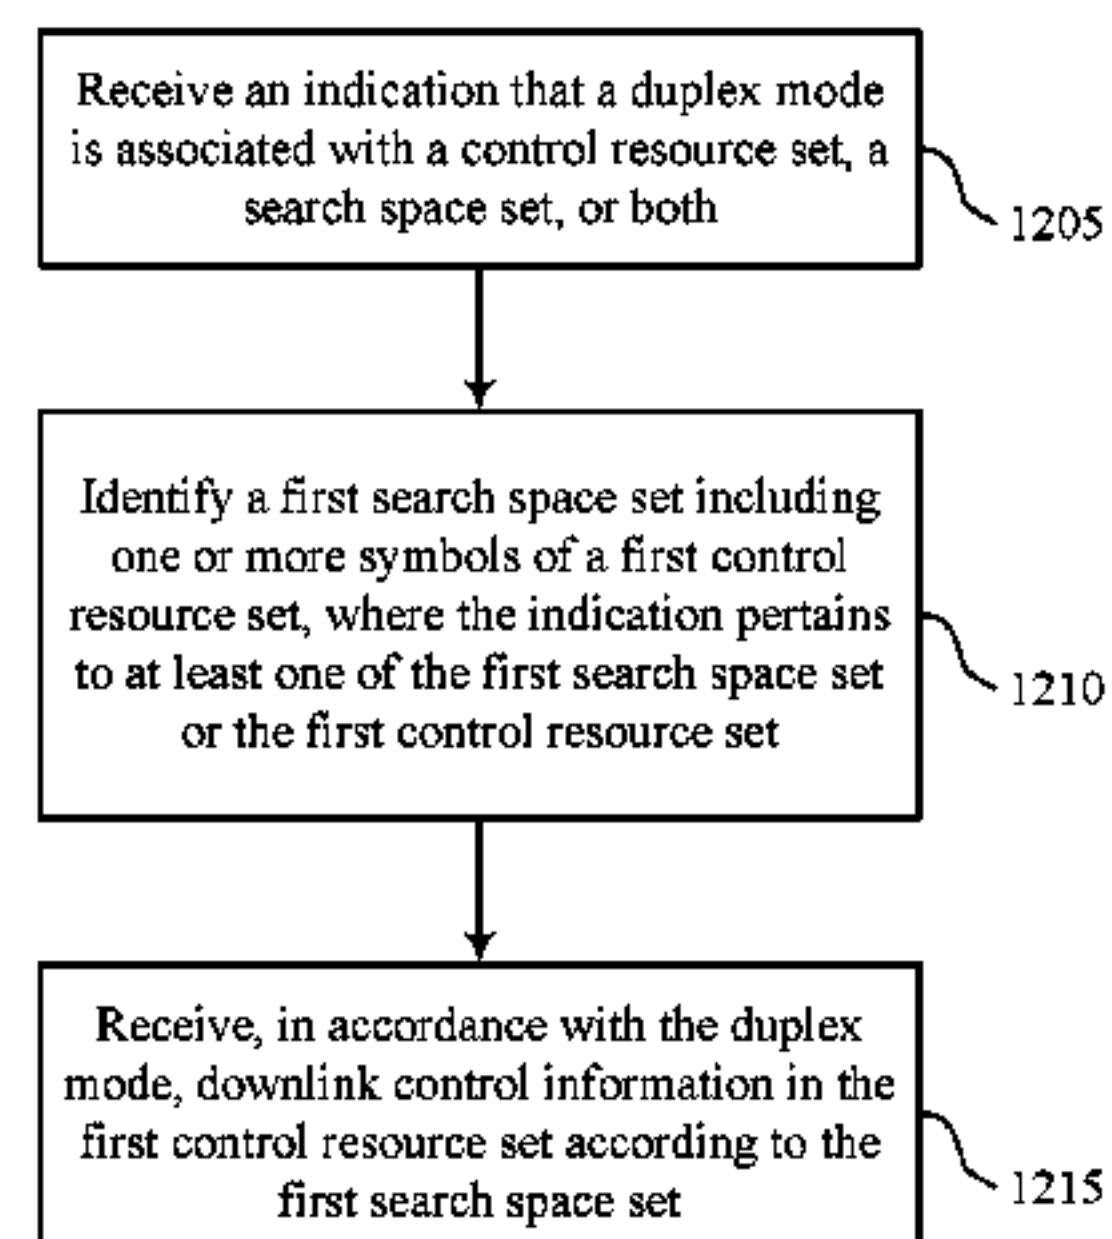 Receive an indication that a duplex mode
is associated with a control resource set, a
search space set, or both
1205
Identify a first search space set including
one or more symbols of a first control
resource set, where the indication pertains
to at least one of the first search space set
or the first control resource set
1210
Receive, in accordance with the duplex
mode, downlink control information in the
first control resource set according to the
first search space set
1215